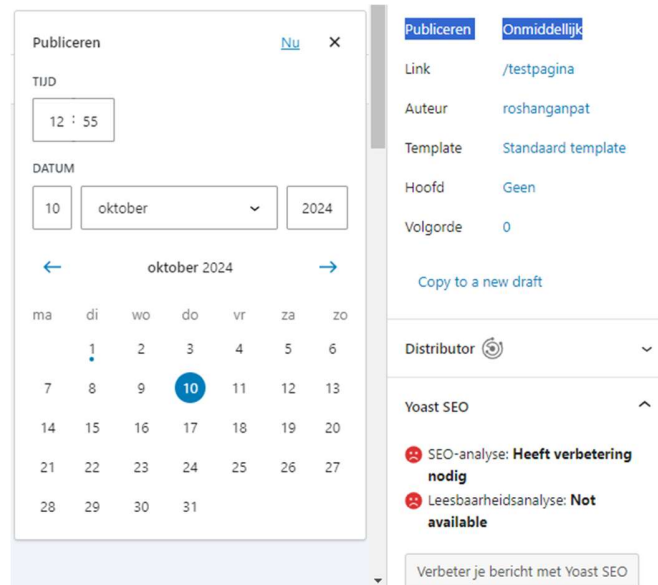 Publiceren Nu ×
TIJD
12 : 55
DATUM
10 oktober 2024
oktober 2024
ma di wo do vr za zo
1 2 3 4 5 6
7 8 9 10 11 12 13
14 15 16 17 18 19 20
21 22 23 24 25 26 27
28 29 30 31
Publiceren Onmiddellijk
Link /testpagina
Auteur roshanganpat
Template Standaard template
Hoofd Geen
Volgorde 0
Copy to a new draft
Distributor
Yoast SEO
SEO-analyse: Heeft verbetering
nodig
Leesbaarheidsanalyse: Not
available
Verbeter je bericht met Yoast SEO